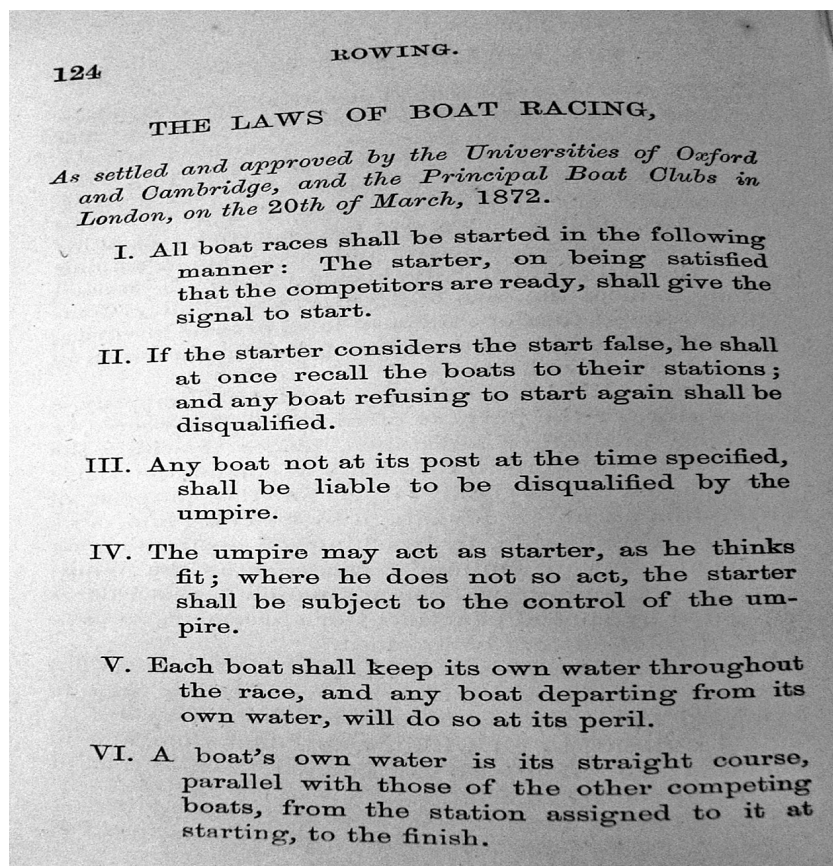 124
ROWING.
THE LAWS OF BOAT RACING,
As settled and approved by the Universities of Oxford
and Cambridge, and the Principal Boat Clubs in
London, on the 20th of March, 1872.
I. All boat races shall be started in the following
manner: The starter, on being satisfied
that the competitors are ready, shall give the
signal to start.
II. If the starter considers the start false, he shall
at once recall the boats to their stations;
and any boat refusing to start again shall be
disqualified.
III. Any boat not at its post at the time specified,
shall be liable to be disqualified by the
umpire.
IV. The umpire may act as starter, as he thinks
fit; where he does not so act, the starter
shall be subject to the control of the um-
pire.
V. Each boat shall keep its own water throughout
the race, and any boat departing from its
own water, will do so at its peril.
VI. A boat's own water is its straight course,
parallel with those of the other competing
boats, from the station assigned to it at
starting, to the finish.